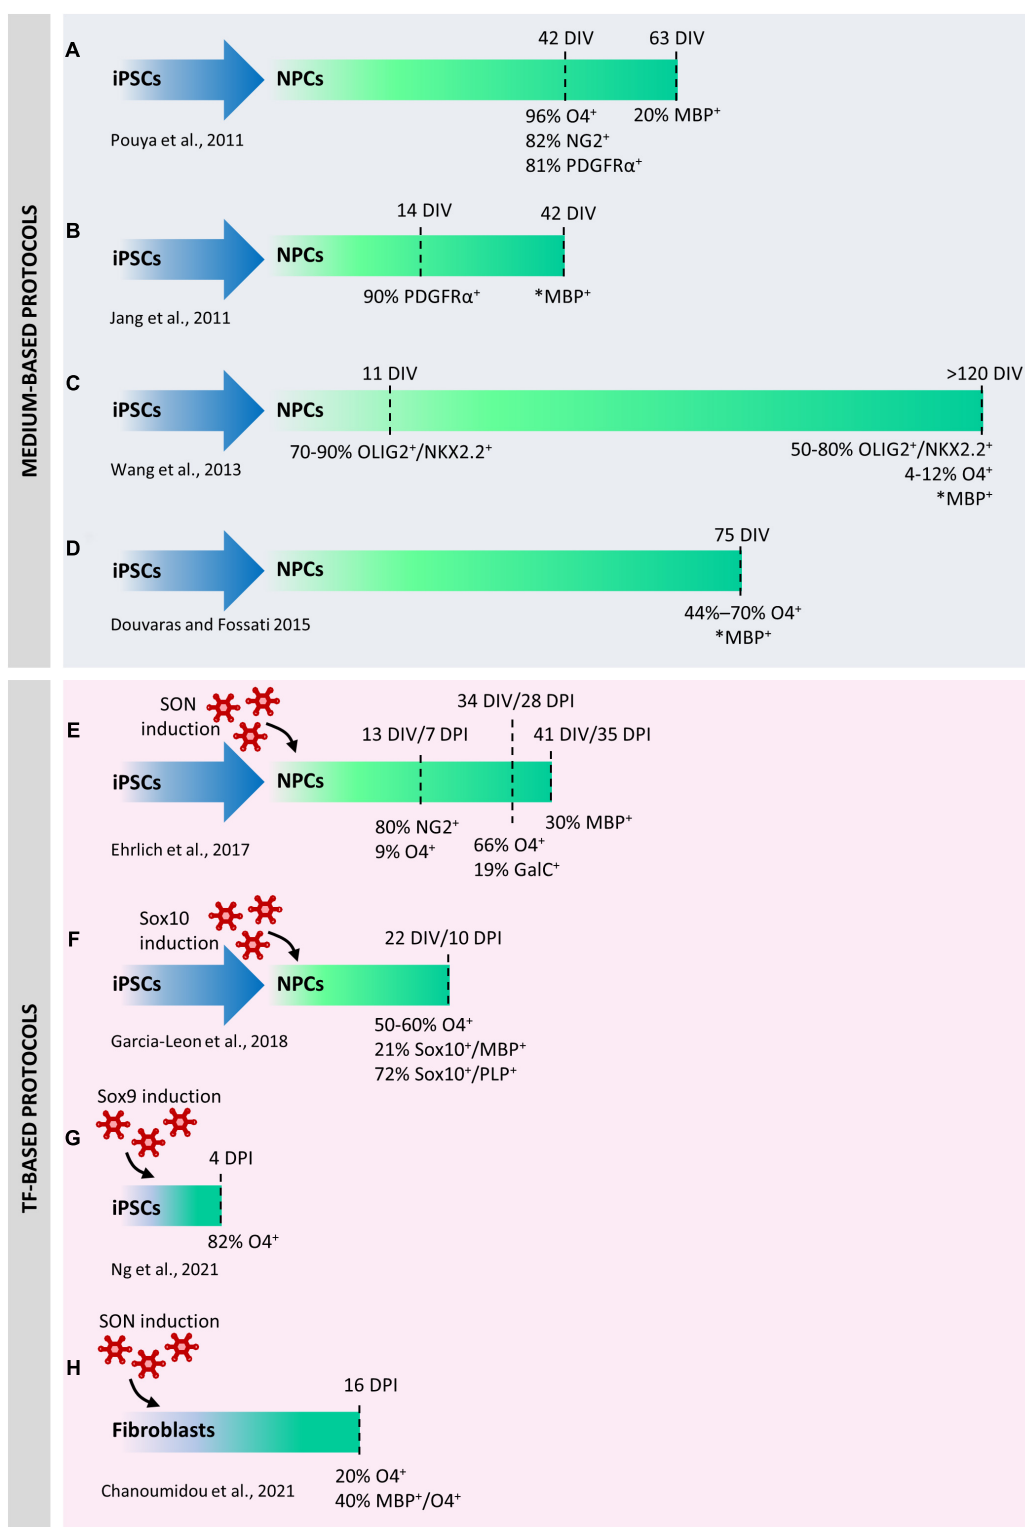 MEDIUM-BASED PROTOCOLS
A
42 DIV
63 DIV
iPSCs
NPCs
96% O4⁺
20% MBP⁺
82% NG2⁺
81% PDGFRα⁺
Pouya et al., 2011
B
14 DIV
42 DIV
iPSCs
NPCs
90% PDGFRα⁺
*MBP⁺
Jang et al., 2011
C
11 DIV
>120 DIV
iPSCs
NPCs
70-90% OLIG2⁺/NKX2.2⁺
50-80% OLIG2⁺/NKX2.2⁺
4-12% O4⁺
*MBP⁺
Wang et al., 2013
D
75 DIV
iPSCs
NPCs
44%–70% O4⁺
*MBP⁺
Douvaras and Fossati 2015
TF-BASED PROTOCOLS
E
SON
induction
34 DIV/28 DPI
13 DIV/7 DPI
41 DIV/35 DPI
iPSCs
NPCs
80% NG2⁺
9% O4⁺
66% O4⁺
19% GalC⁺
30% MBP⁺
Ehrlich et al., 2017
F
Sox10
induction
22 DIV/10 DPI
iPSCs
NPCs
50-60% O4⁺
21% Sox10⁺/MBP⁺
72% Sox10⁺/PLP⁺
Garcia-Leon et al., 2018
G
Sox9 induction
4 DPI
iPSCs
82% O4⁺
Ng et al., 2021
H
SON induction
16 DPI
Fibroblasts
20% O4⁺
40% MBP⁺/O4⁺
Chanoumidou et al., 2021